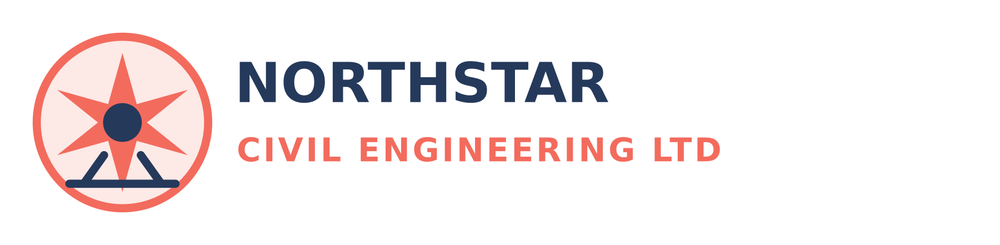 NORTHSTAR
CIVIL ENGINEERING LTD